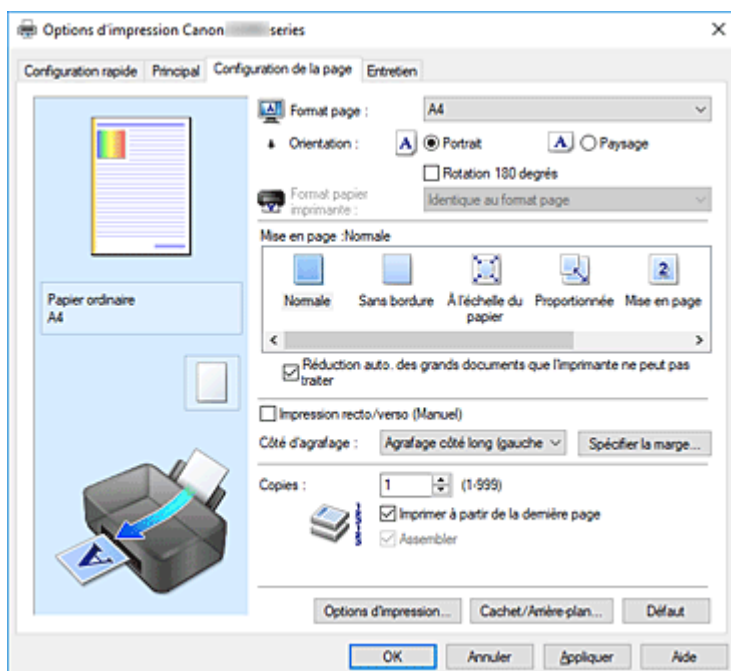 Options d'impression Canon series
Configuration rapide Principal Configuration de la page Entretien
Format page : A4
Orientation : A Portrait A Paysage
Rotation 180 degrés
Format papier imprimante : Identique au format page
Mise en page :Normale
Normale Sans bordure À l'échelle du papier Proportionnée Mise en page
Réduction auto. des grands documents que l'imprimante ne peut pas
traiter
Papier ordinaire
A4
Impression recto/verso (Manuel)
Côté d'agrafage : Agrafage côté long (gauche Spécifier la marge...
Copies : 1 (1-999)
Imprimer à partir de la dernière page
Assembler
Options d'impression... Cachet/Arrière-plan... Défaut
OK Annuler Appliquer Aide